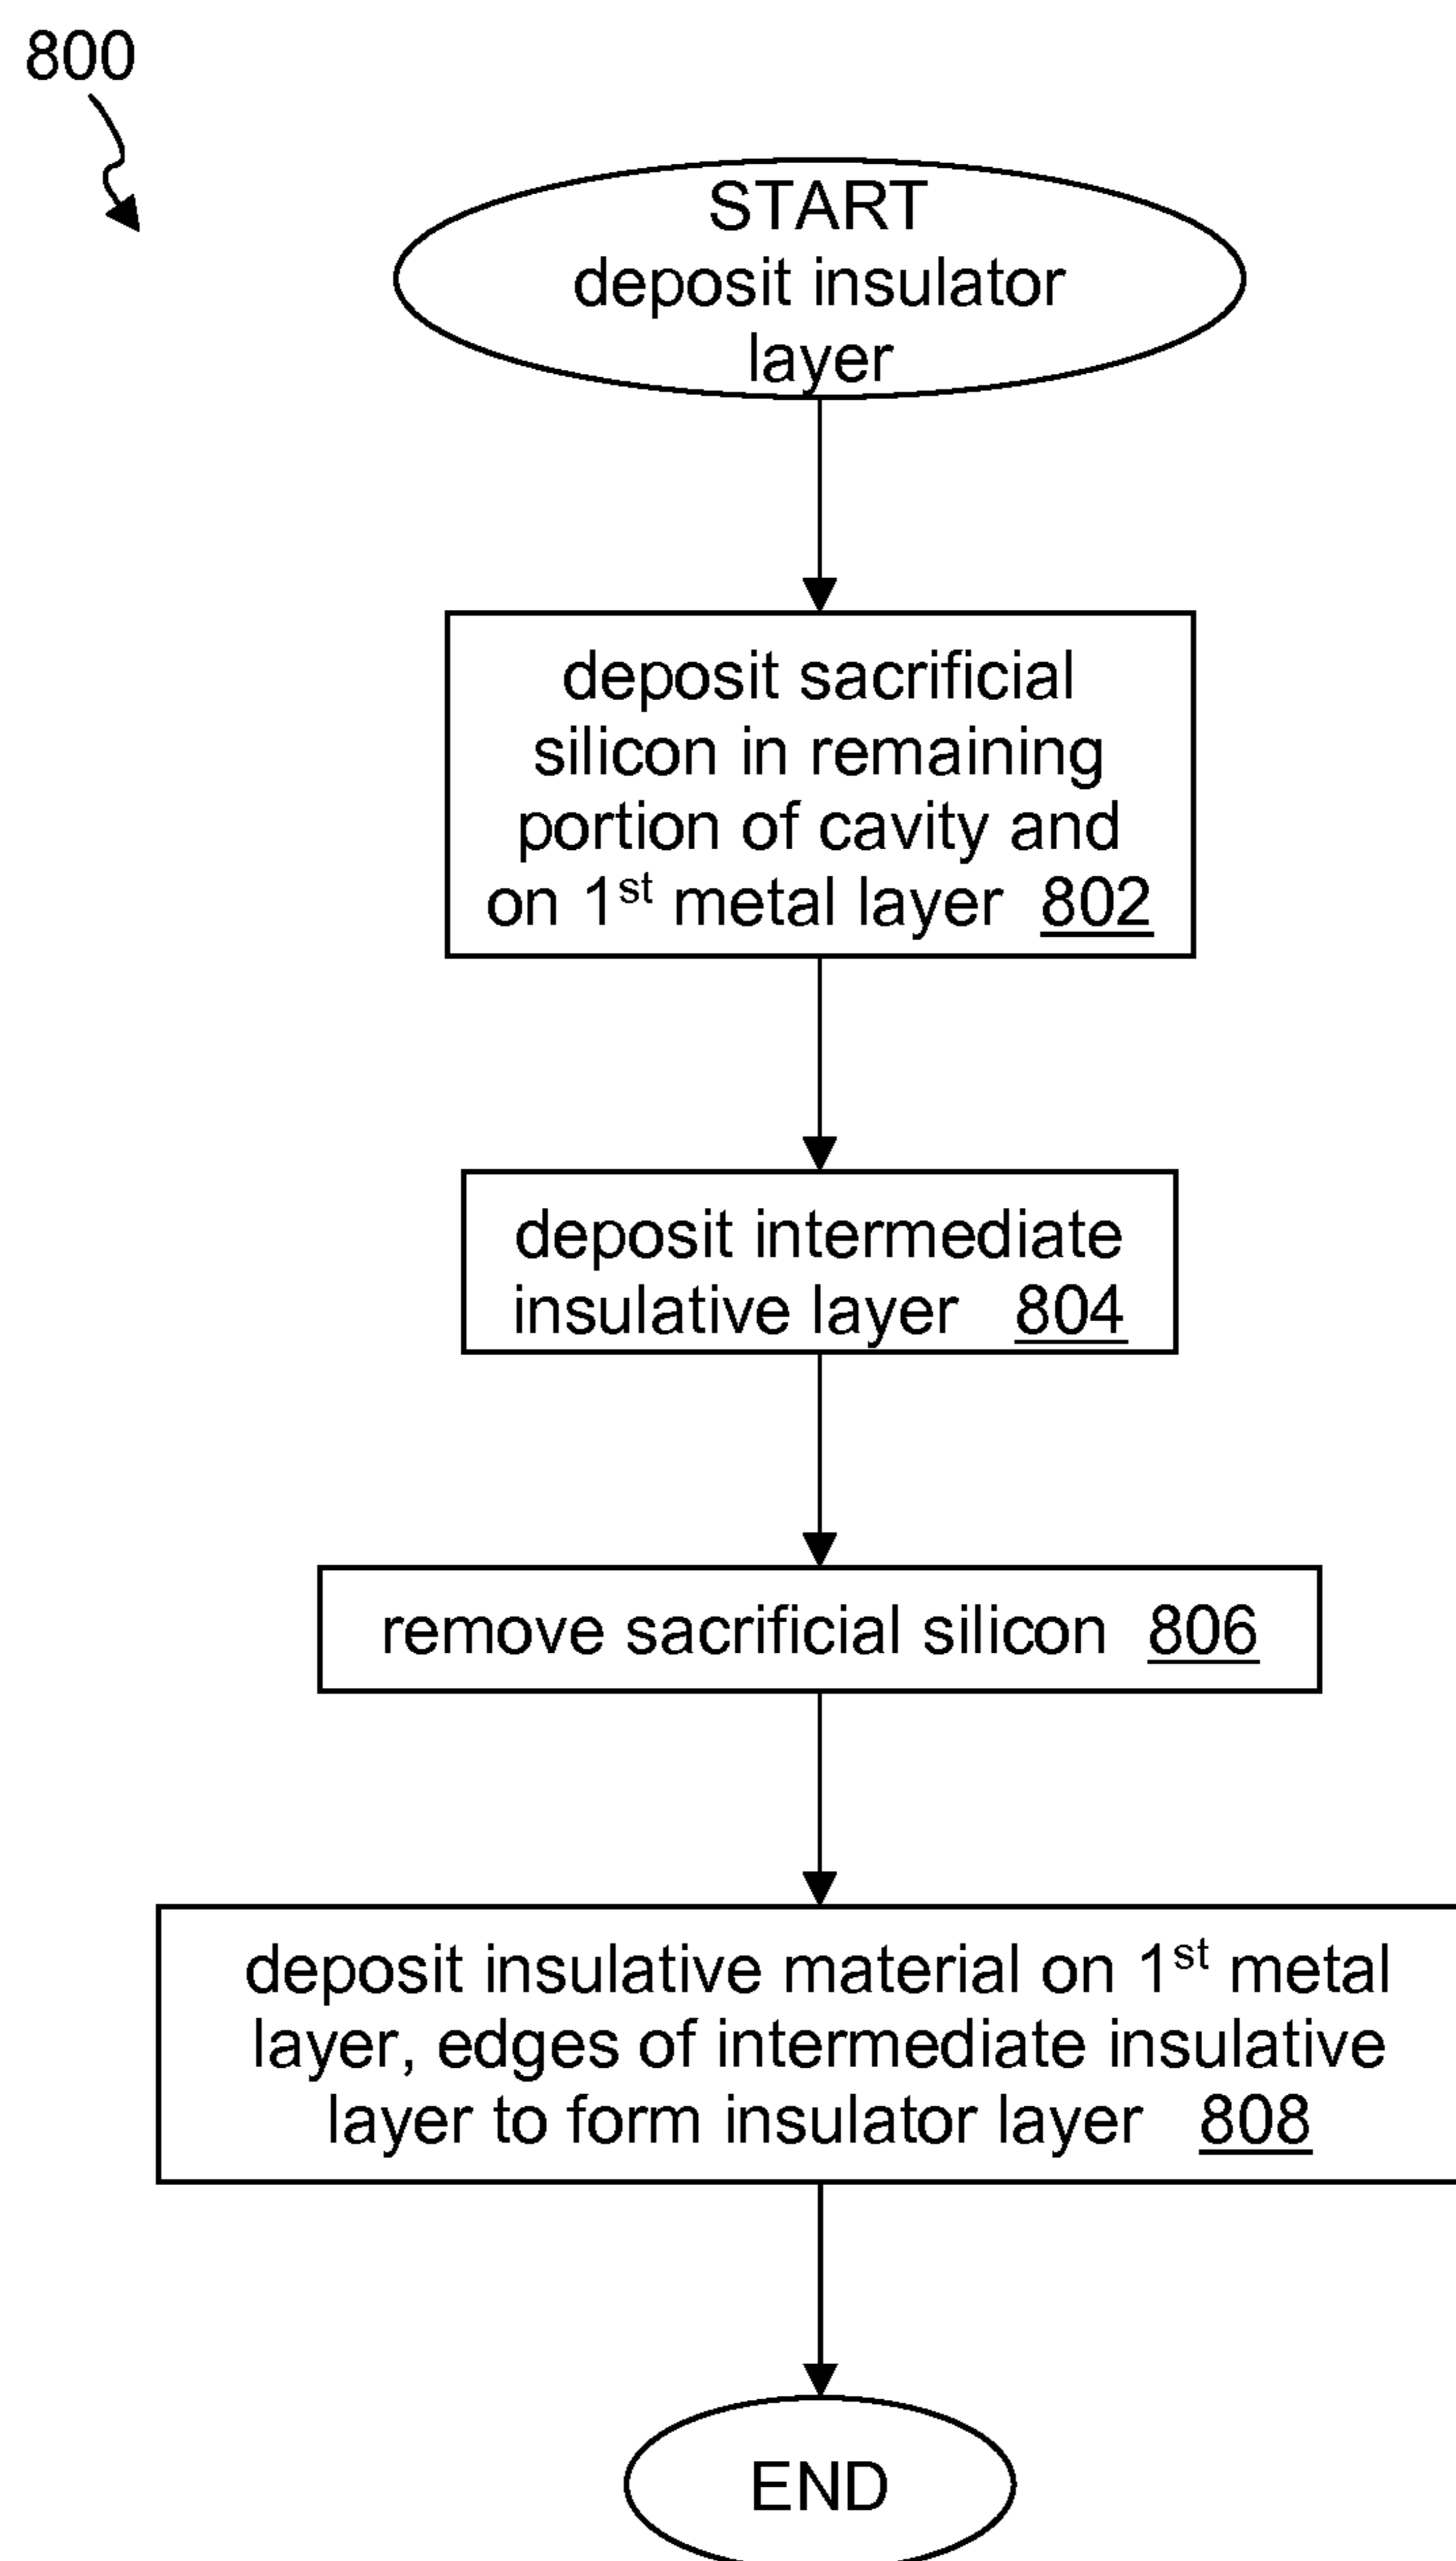 800
START
deposit insulator
layer
deposit sacrificial
silicon in remaining
portion of cavity and
on 1st metal layer 802
deposit intermediate
insulative layer 804
remove sacrificial silicon 806
deposit insulative material on 1st metal
layer, edges of intermediate insulative
layer to form insulator layer 808
END